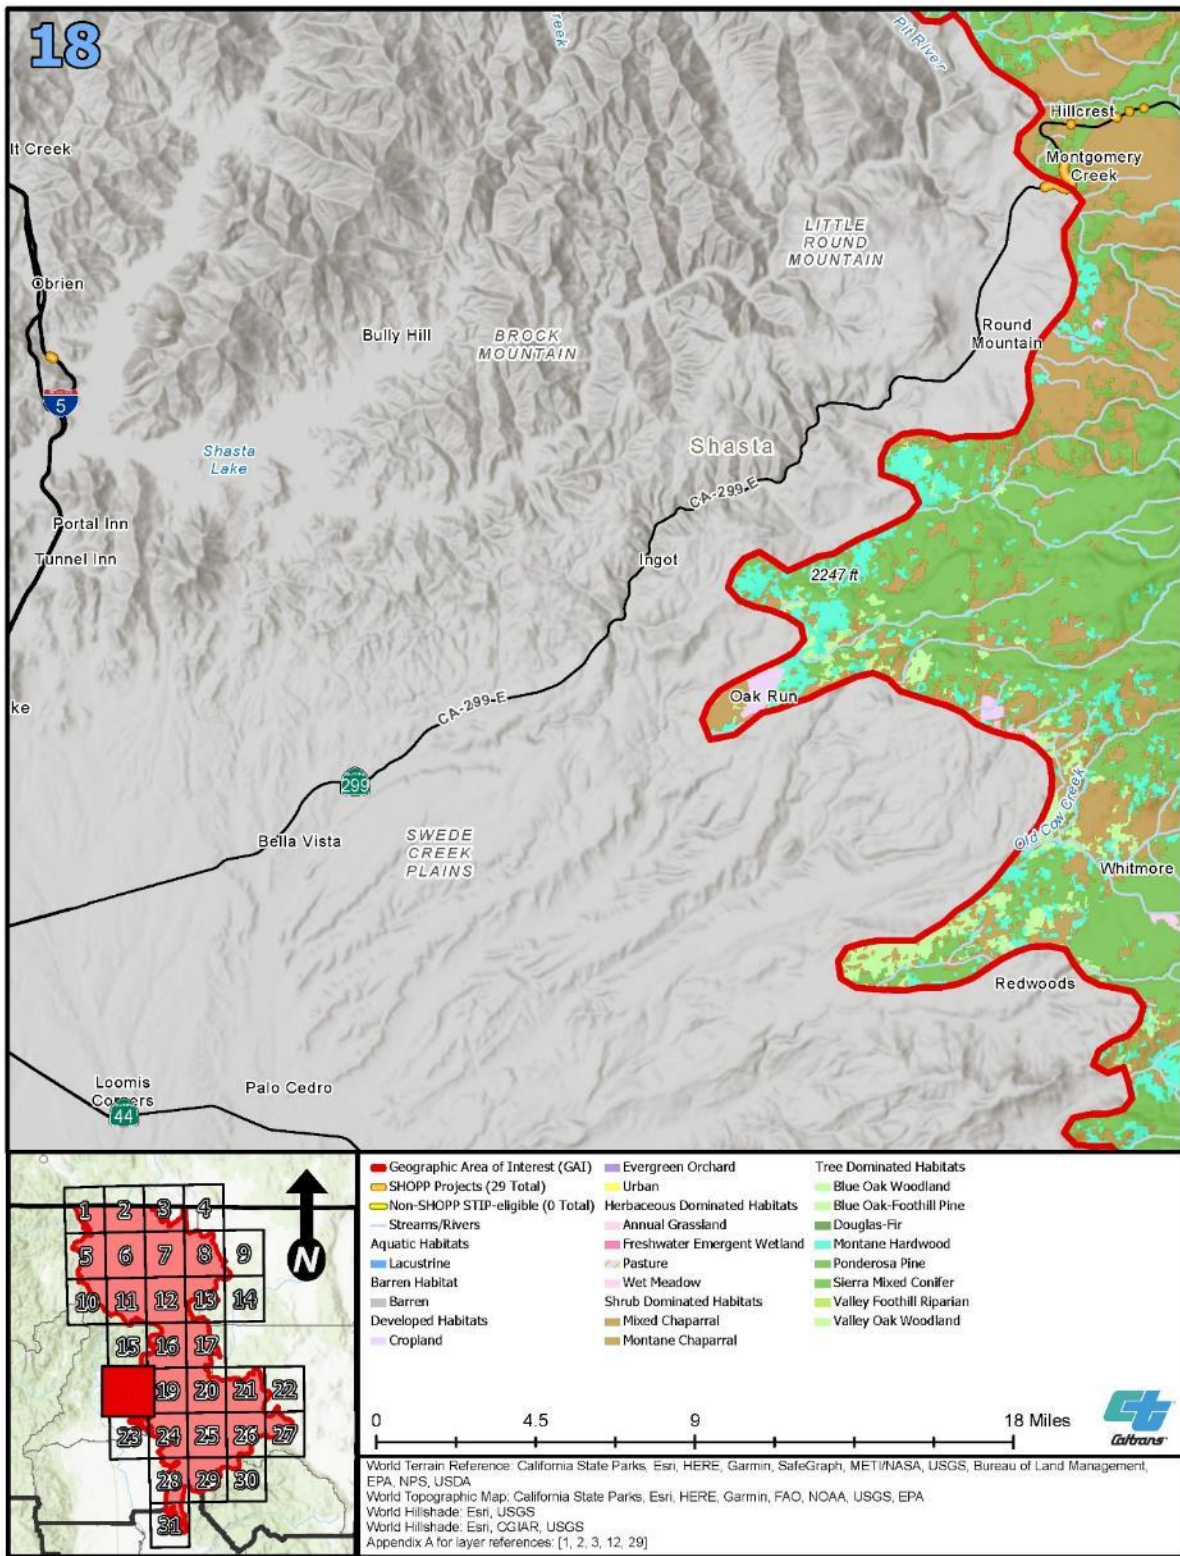 18
reek
Pit River
Hillcrest
lt Creek
Montgomery
Creek
LITTLE
ROUND
MOUNTAIN
Obrien
Bully Hill
BROCK
MOUNTAIN
Round
Mountain
5
Shasta
Lake
Shasta
CA-299 E
Portal Inn
Tunnel Inn
Ingot
2247 ft
ke
Oak Run
CA-299 E
299
Bella Vista
SWEDE
CREEK
PLAINS
Old Cow Creek
Whitmore
Redwoods
Loomis
Corners
Palo Cedro
44
1 2 3 4
5 6 7 8 9
10 11 12 13 14
15 16 17
19 20 21 22
23 24 25 26 27
28 29 30
31
N
Geographic Area of Interest (GAI)
SHOPP Projects (29 Total)
Non-SHOPP STIP-eligible (0 Total)
Streams/Rivers
Aquatic Habitats
Lacustrine
Barren Habitat
Barren
Developed Habitats
Cropland
Evergreen Orchard
Urban
Herbaceous Dominated Habitats
Annual Grassland
Freshwater Emergent Wetland
Pasture
Wet Meadow
Shrub Dominated Habitats
Mixed Chaparral
Montane Chaparral
Tree Dominated Habitats
Blue Oak Woodland
Blue Oak-Foothill Pine
Douglas-Fir
Montane Hardwood
Ponderosa Pine
Sierra Mixed Conifer
Valley Foothill Riparian
Valley Oak Woodland
0 4.5 9 18 Miles
Caltrans
World Terrain Reference: California State Parks, Esri, HERE, Garmin, SafeGraph, METI/NASA, USGS, Bureau of Land Management,
EPA, NPS, USDA
World Topographic Map: California State Parks, Esri, HERE, Garmin, FAO, NOAA, USGS, EPA
World Hillshade: Esri, USGS
World Hillshade: Esri, CGIAR, USGS
Appendix A for layer references: [1, 2, 3, 12, 29]